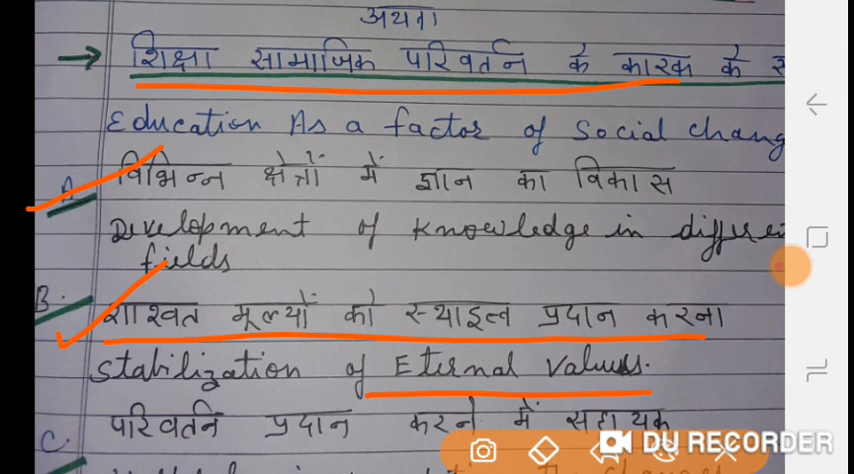 अथवा
→ शिक्षा सामाजिक परिवर्तन के कारक के
Education As a factor of Social Chang
A. विभिन्न क्षेत्रों में ज्ञान का विकास
Development of Knowledge in differe
fields
B. शाश्वत मूल्यों को स्थाइत्व प्रदान करना
Stabilization of Eternal Values.
C. परिवर्तन प्रदान करने में सहायक
DU RECORDER